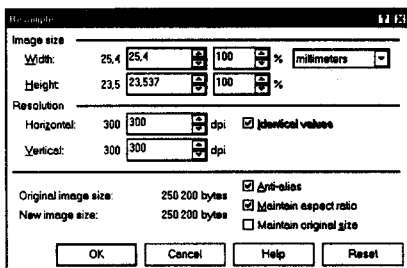 Resample
Image size
Width: 25,4 25,4 100 % millimeters
Height: 23,5 23,537 100 %
Resolution
Horizontal: 300 300 dpi Identical values
Vertical: 300 300 dpi
Original image size: 250 200 bytes Anti-alias
New image size: 250 200 bytes Maintain aspect ratio
Maintain original size
OK Cancel Help Reset